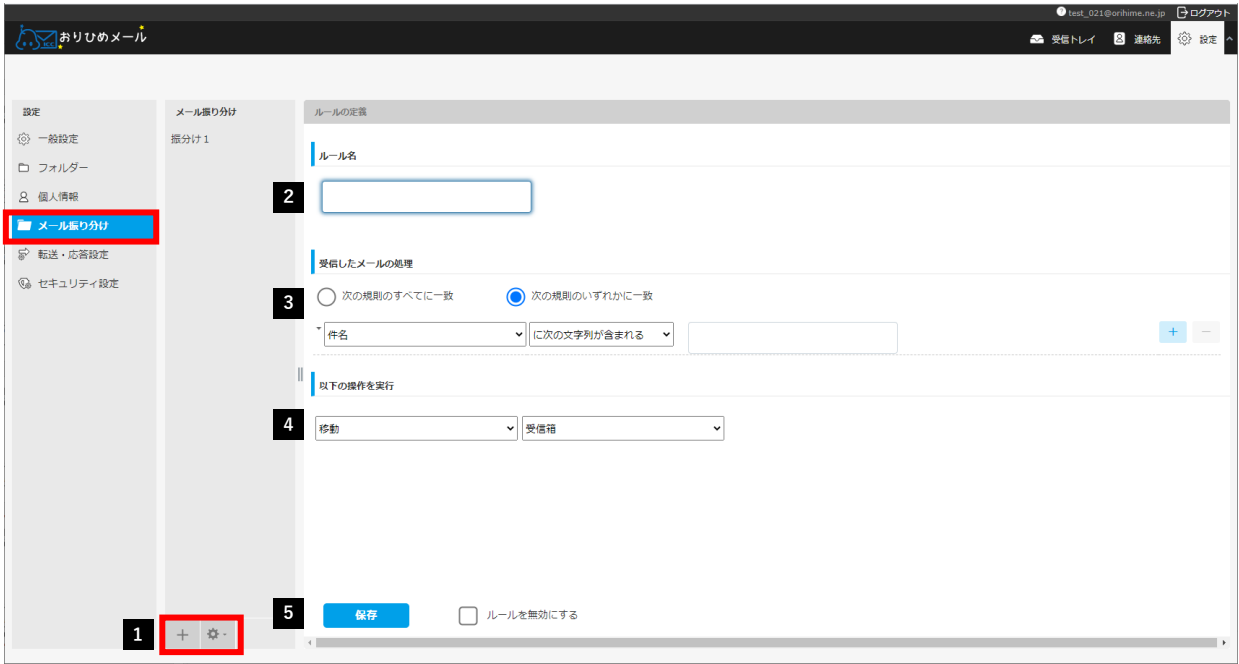 test_021@orihime.ne.jp ログアウト
おりひめメール
受信トレイ 連絡先 設定
設定
一般設定
フォルダー
個人情報
メール振り分け
転送・応答設定
セキュリティ設定
メール振り分け
振分け1
1
ルールの定義
ルール名
2
受信したメールの処理
3 次の規則のすべてに一致 次の規則のいずれかに一致
件名 に次の文字列が含まれる
以下の操作を実行
4 移動 受信箱
5 保存 ルールを無効にする